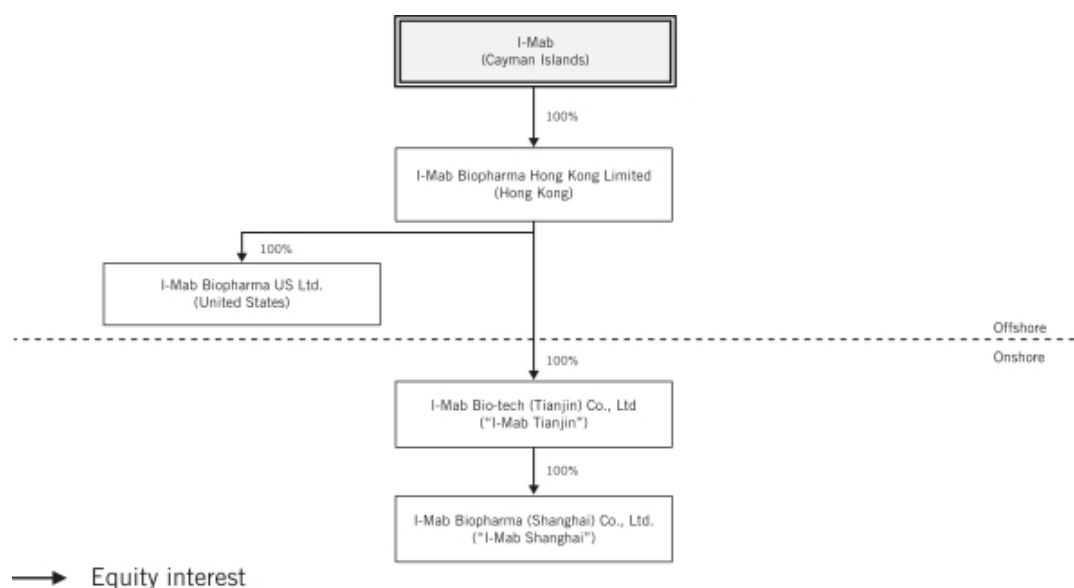 I-Mab
(Cayman Islands)
100%
I-Mab Biopharma Hong Kong Limited
(Hong Kong)
100%
I-Mab Biopharma US Ltd.
(United States)
Offshore
Onshore
100%
I-Mab Bio-tech (Tianjin) Co., Ltd
("I-Mab Tianjin")
100%
I-Mab Biopharma (Shanghai) Co., Ltd.
("I-Mab Shanghai")
Equity interest